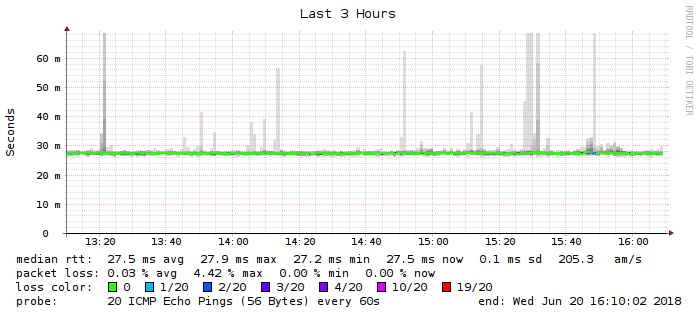 Last 3 Hours
RRDTOOL / TOBI OETIKER
Seconds
60 m
50 m
40 m
30 m
20 m
10 m
0
13:20 13:40 14:00 14:20 14:40 15:00 15:20 15:40 16:00
median rtt: 27.5 ms avg 27.9 ms max 27.2 ms min 27.5 ms now 0.1 ms sd 205.3 am/s
packet loss: 0.03 % avg 4.42 % max 0.00 % min 0.00 % now
loss color: 0 1/20 2/20 3/20 4/20 10/20 19/20
probe: 20 ICMP Echo Pings (56 Bytes) every 60s end: Wed Jun 20 16:10:02 2018